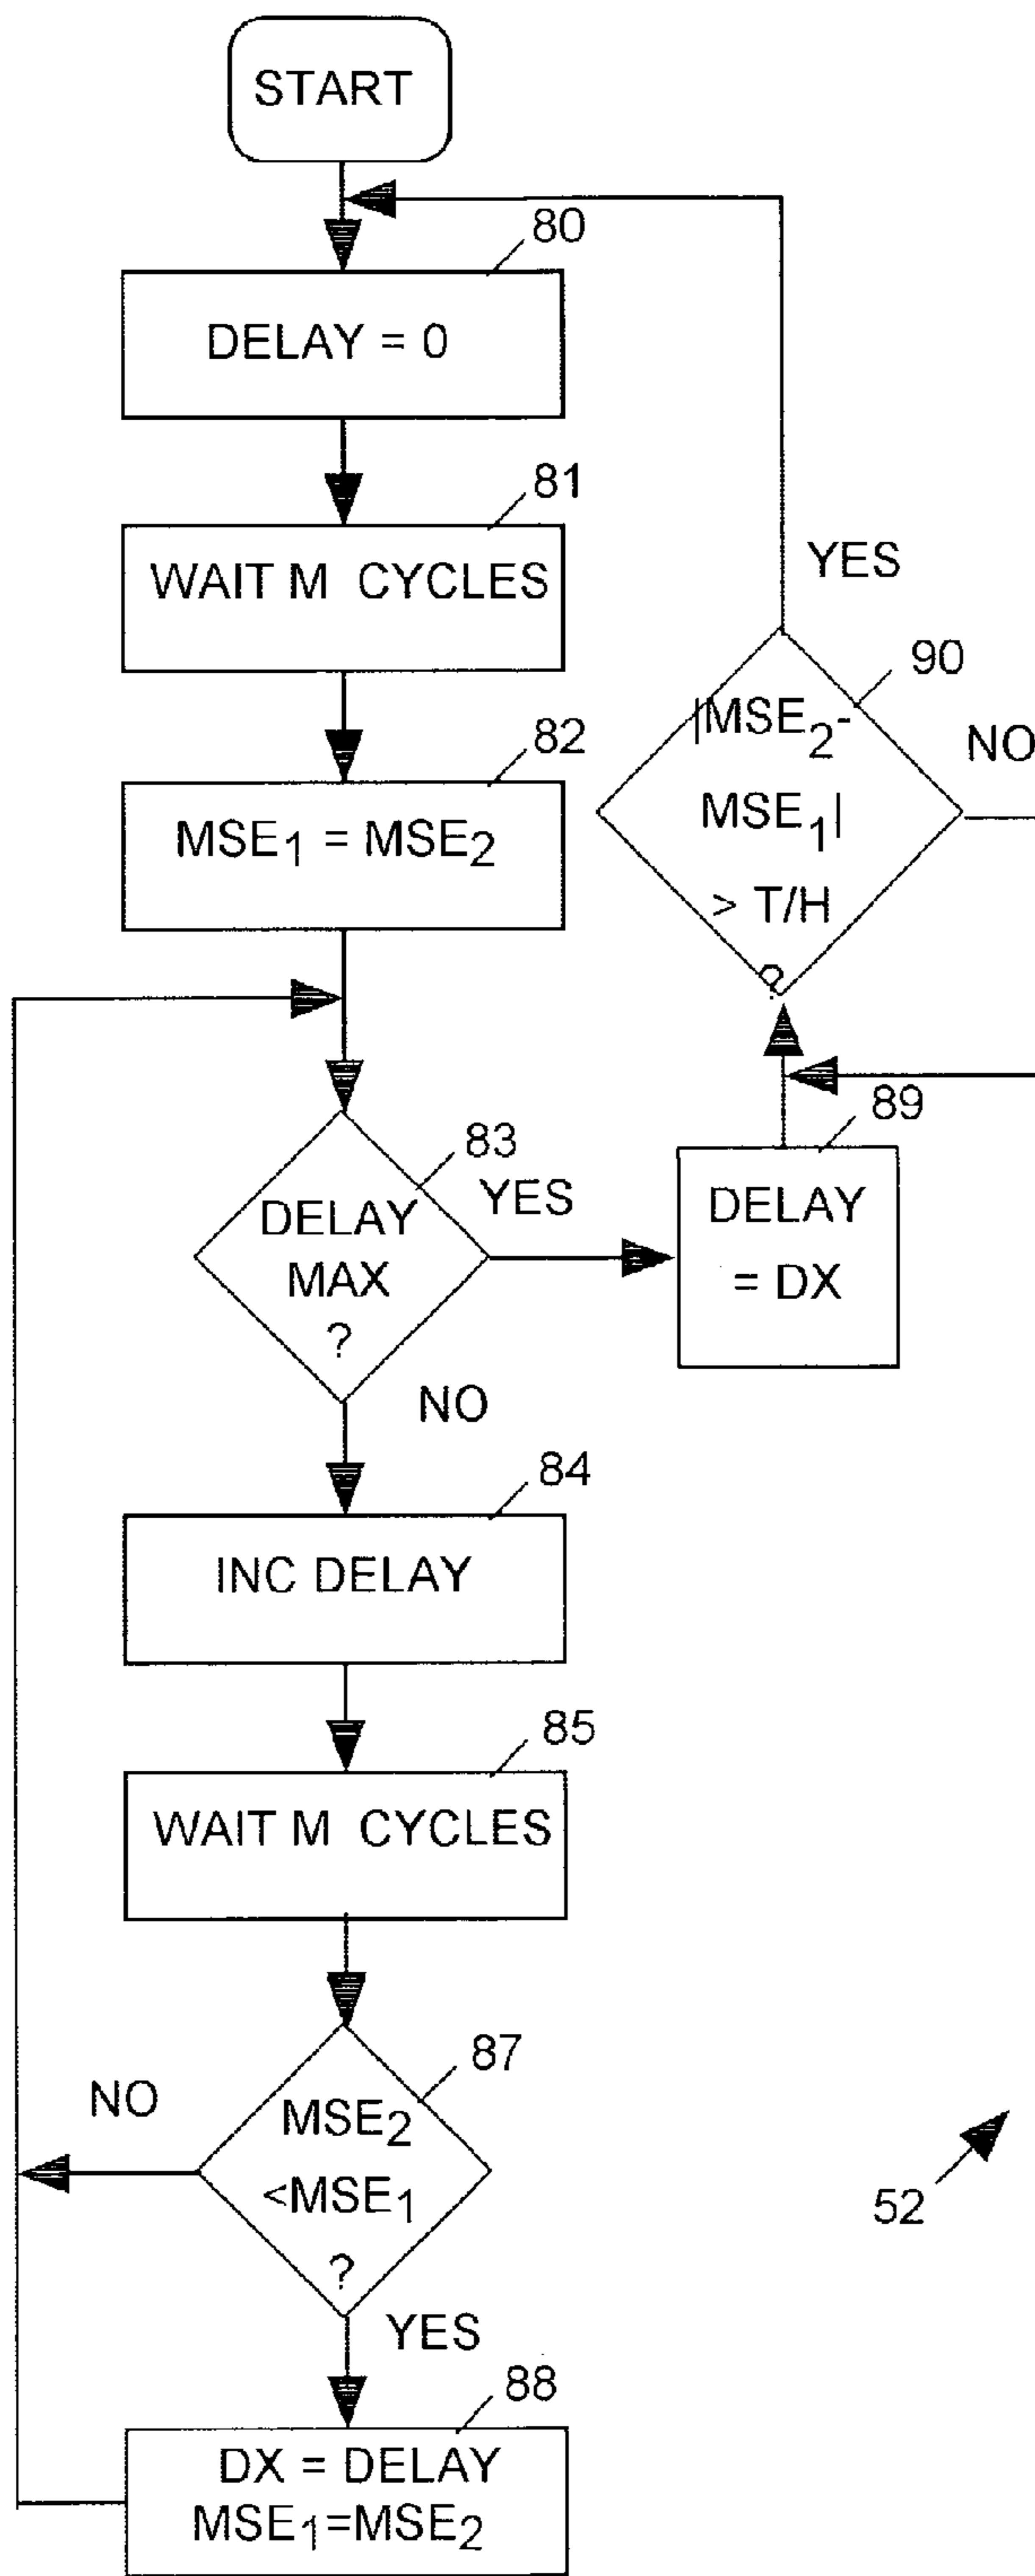 START
80
DELAY = 0
81
WAIT M CYCLES
82
MSE1 = MSE2
83
DELAY
MAX
?
YES
NO
84
INC DELAY
85
WAIT M CYCLES
87
MSE2
<MSE1
?
NO
YES
88
DX = DELAY
MSE1=MSE2
89
DELAY
= DX
90
|MSE2-
MSE1|
> T/H
?
YES
NO
52